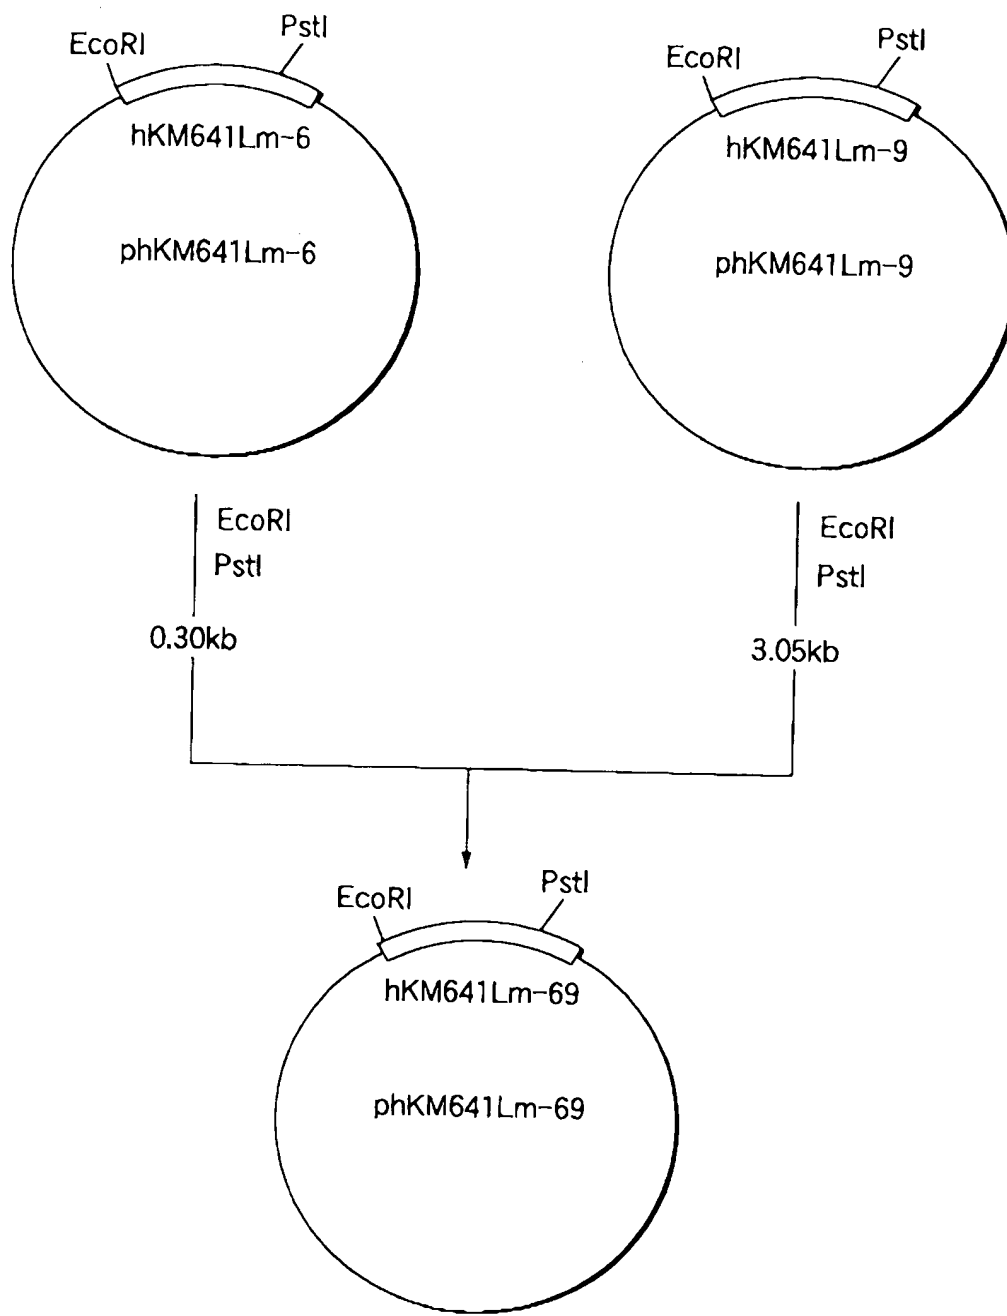 EcoRI
PstI
hKM641Lm-6
phKM641Lm-6
EcoRI
PstI
hKM641Lm-9
phKM641Lm-9
EcoRI
PstI
0.30kb
EcoRI
PstI
3.05kb
EcoRI
PstI
hKM641Lm-69
phKM641Lm-69